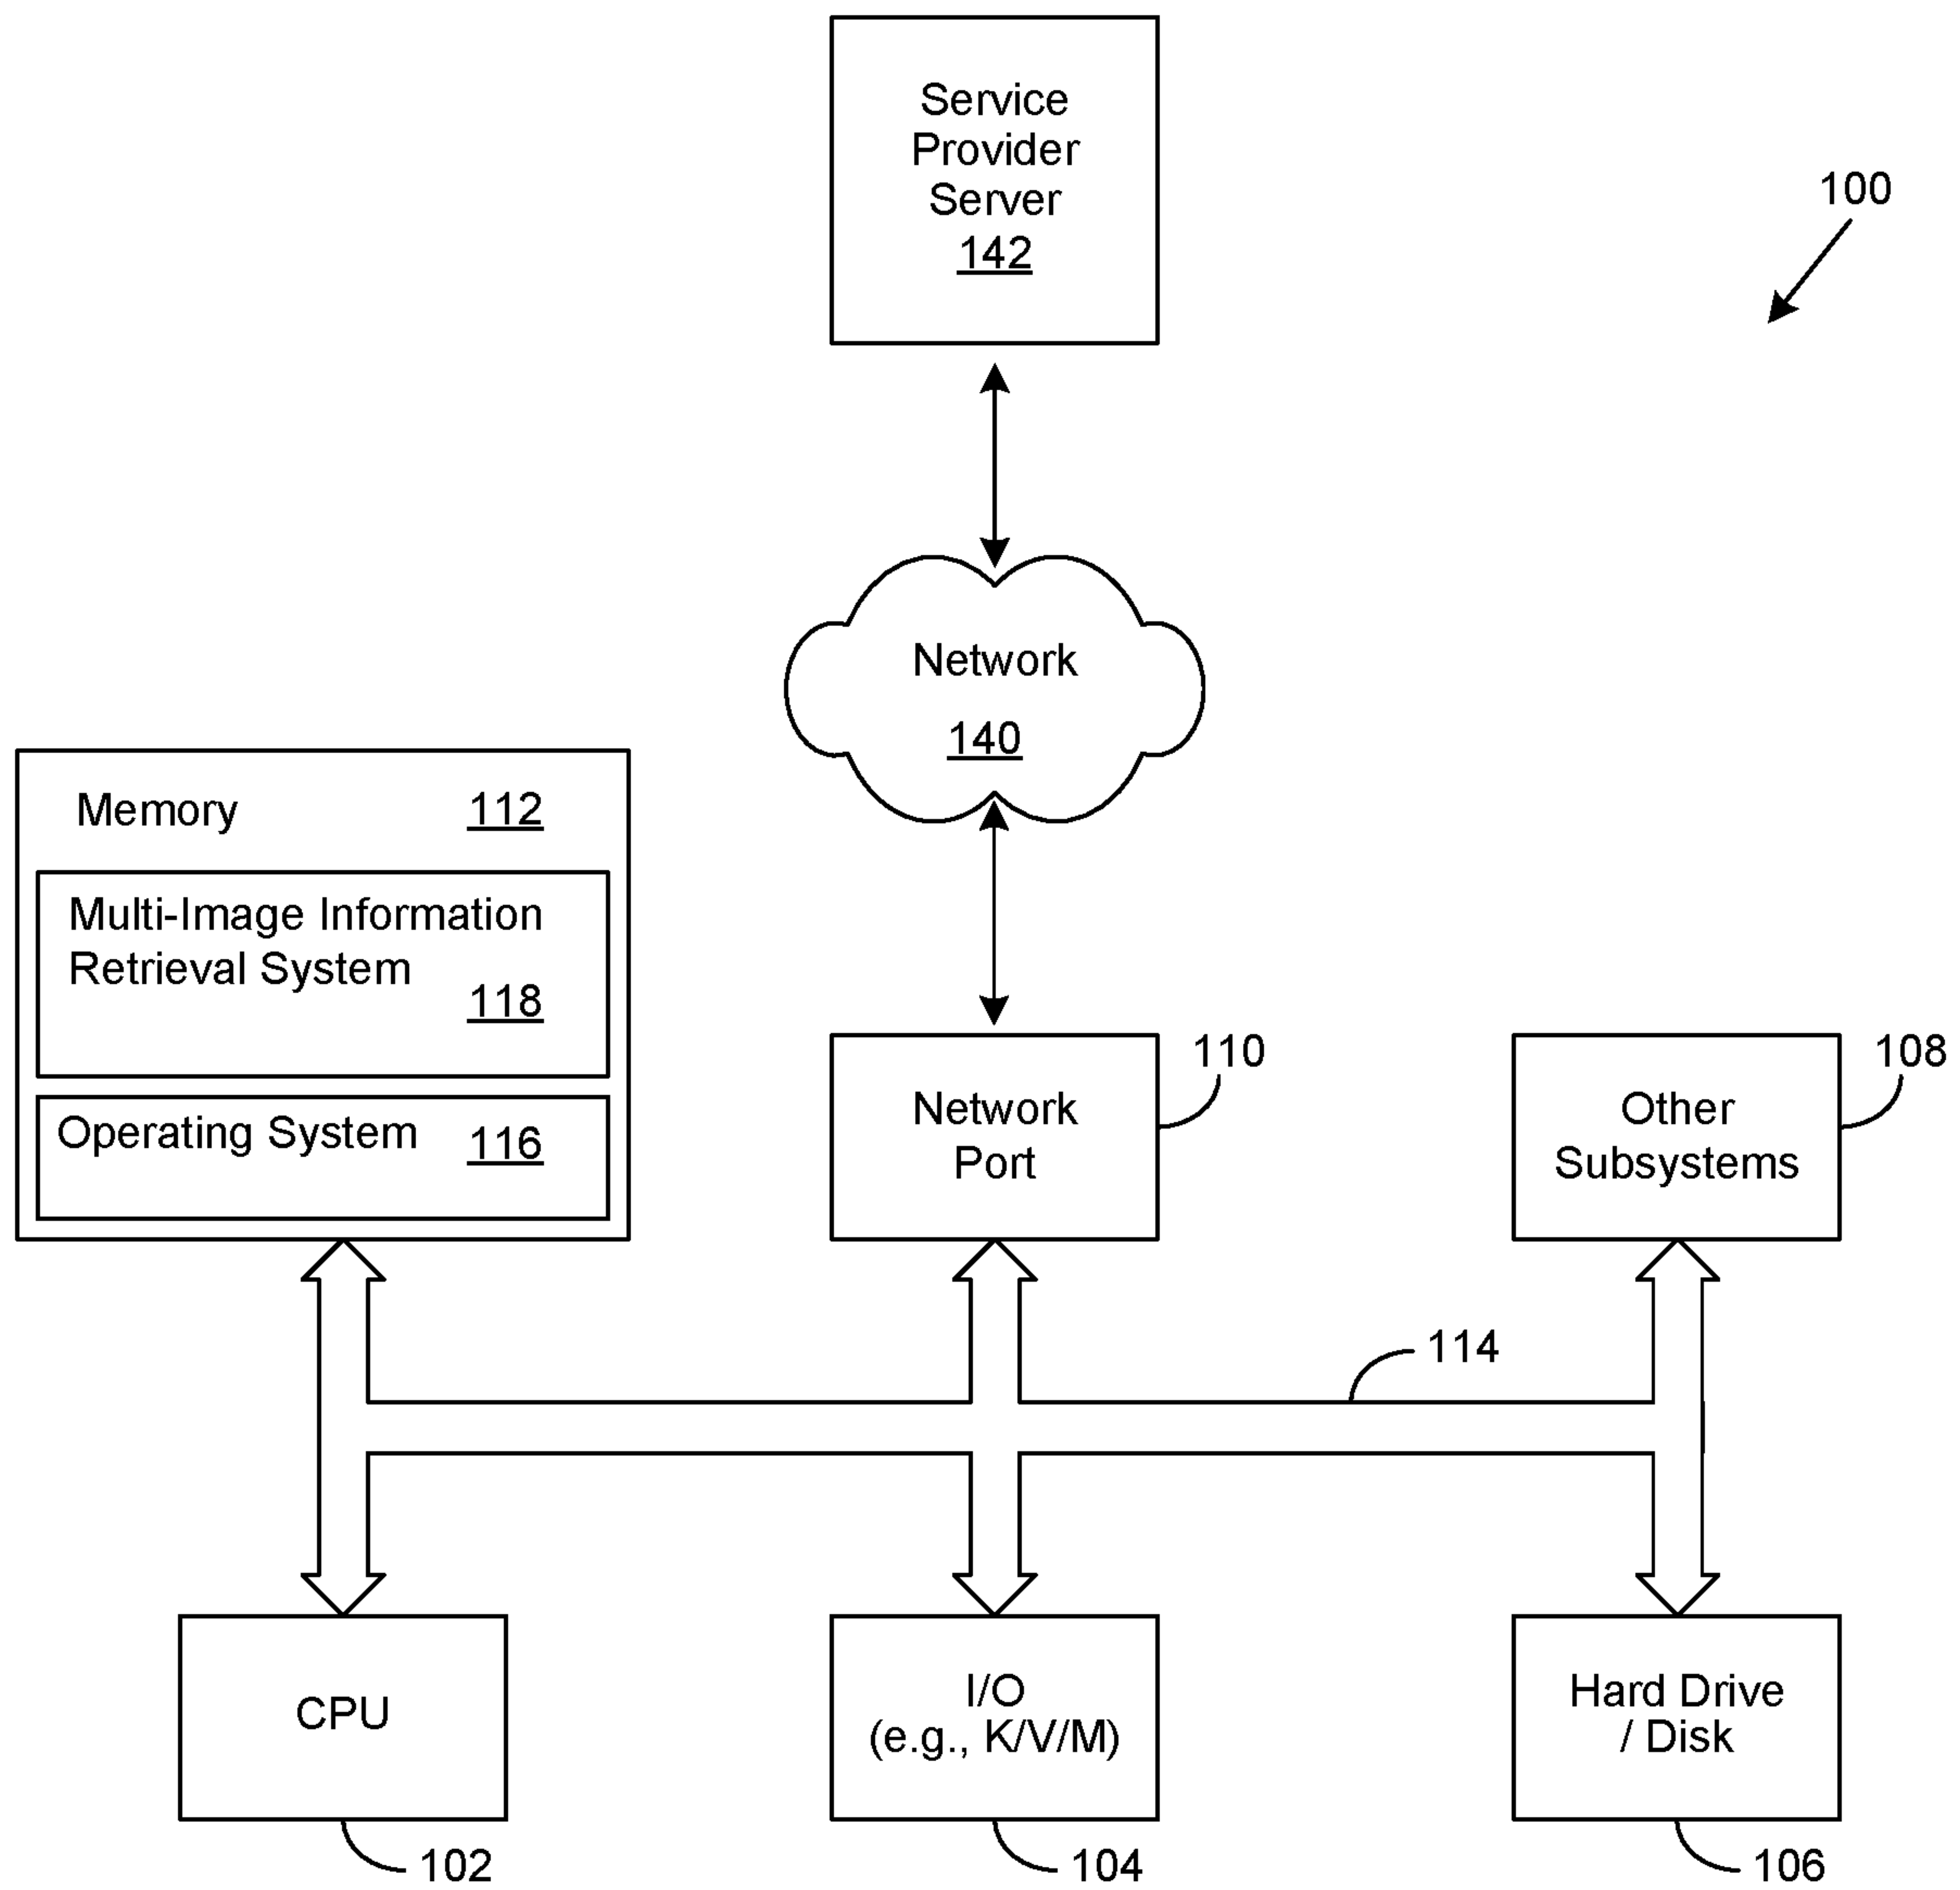 Service
Provider
Server
142
100
Network
140
Memory 112
Multi-Image Information
Retrieval System
118
Operating System 116
Network
Port
110
Other
Subsystems
108
114
CPU
102
I/O
(e.g., K/V/M)
104
Hard Drive
/ Disk
106